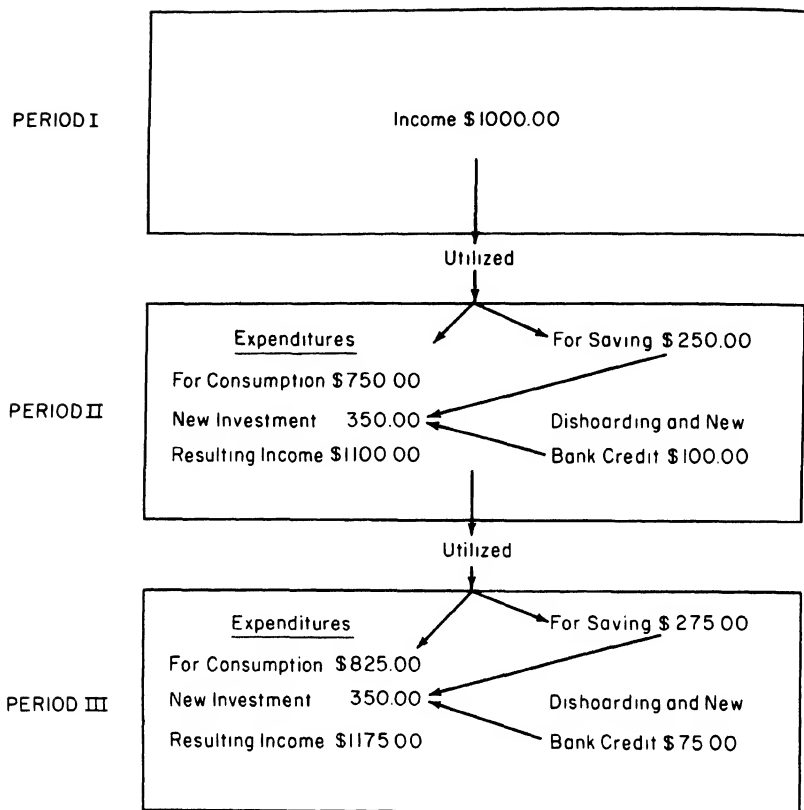 PERIOD I
Income $1000.00
Utilized
Expenditures
For Saving $250.00
For Consumption $750 00
PERIOD II
New Investment 350.00
Dishoarding and New
Resulting Income $1100 00
Bank Credit $100.00
Utilized
Expenditures
For Saving $ 275 00
For Consumption $825.00
PERIOD III
New Investment 350.00
Dishoarding and New
Resulting Income $1175 00
Bank Credit $75 00